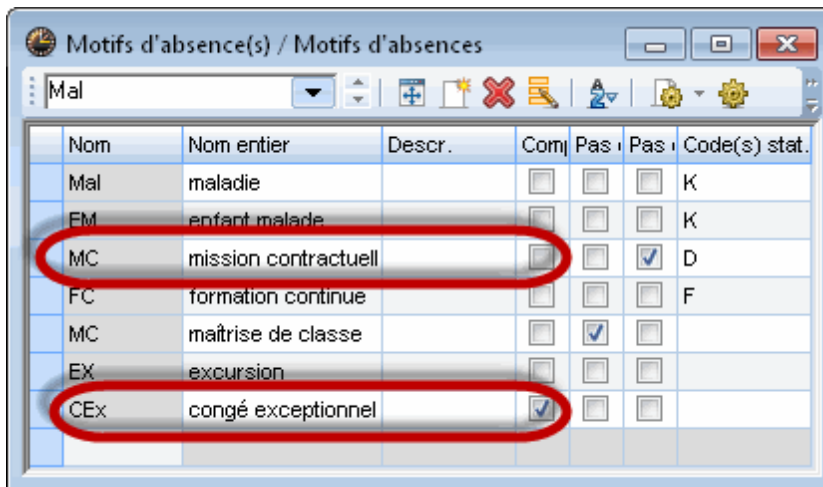 Motifs d'absence(s) / Motifs d'absences
Mal
Nom Nom entier Descr. Com Pas Pas Code(s) stat.
Mal maladie K
EM enfant malade K
MC mission contractuell D
FC formation continue F
MC maîtrise de classe
EX excursion
CEx congé exceptionnel